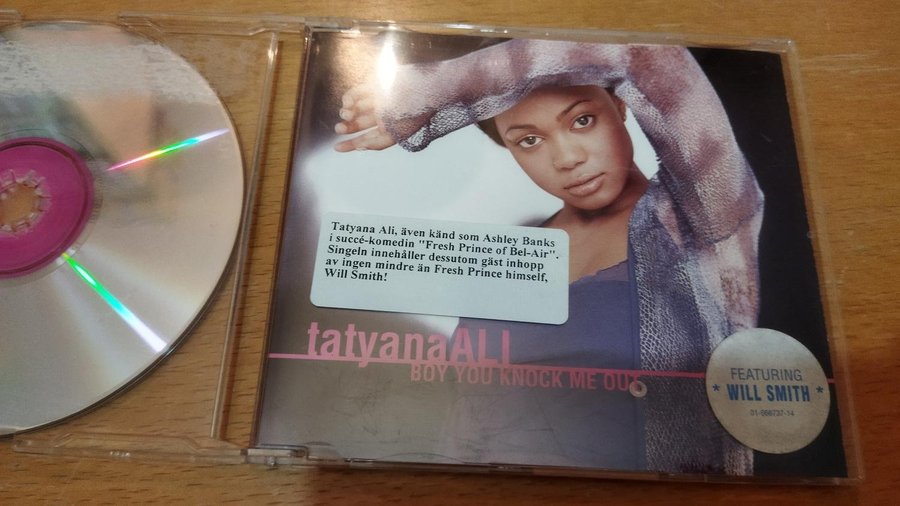 Tatyana Ali, även känd som Ashley Banks
i succé-komedin "Fresh Prince of Bel-Air".
Singeln innehåller dessutom gäst inhopp
av ingen mindre än Fresh Prince himself,
Will Smith!
tatyanaALI
BOY YOU KNOCK ME OUT
FEATURING
* WILL SMITH *
01-666737-14